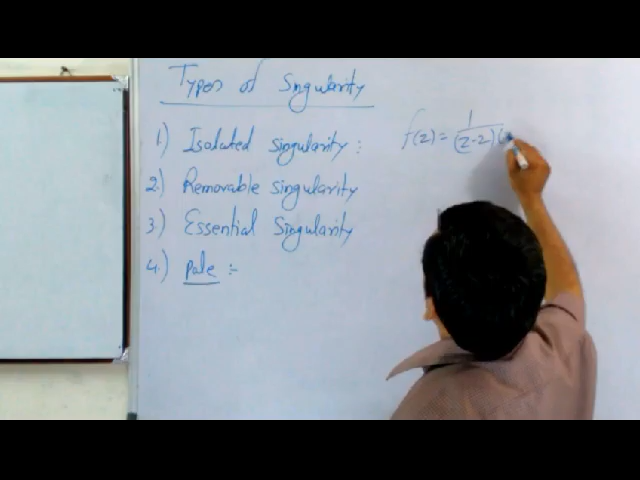 Types of Singularity
1) Isolated singularity :
2.) Removable singularity
3.) Essential Singularity
4.) pole :-
f(z) = 1/(z-2)(